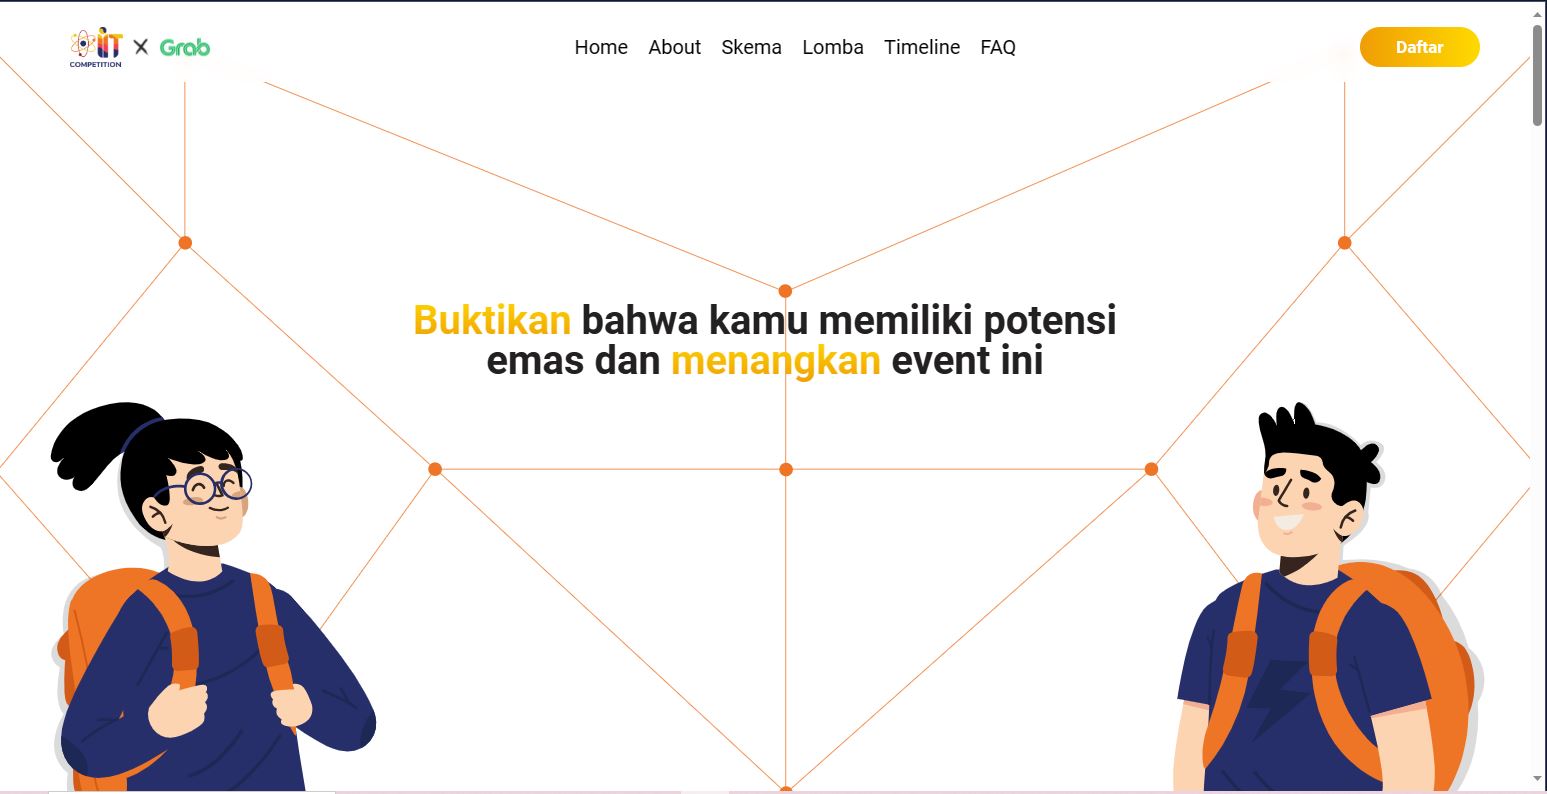 iiT
COMPETITION
X
Grab
Home
About
Skema
Lomba
Timeline
FAQ
Daftar
Buktikan bahwa kamu memiliki potensi
emas dan menangkan event ini